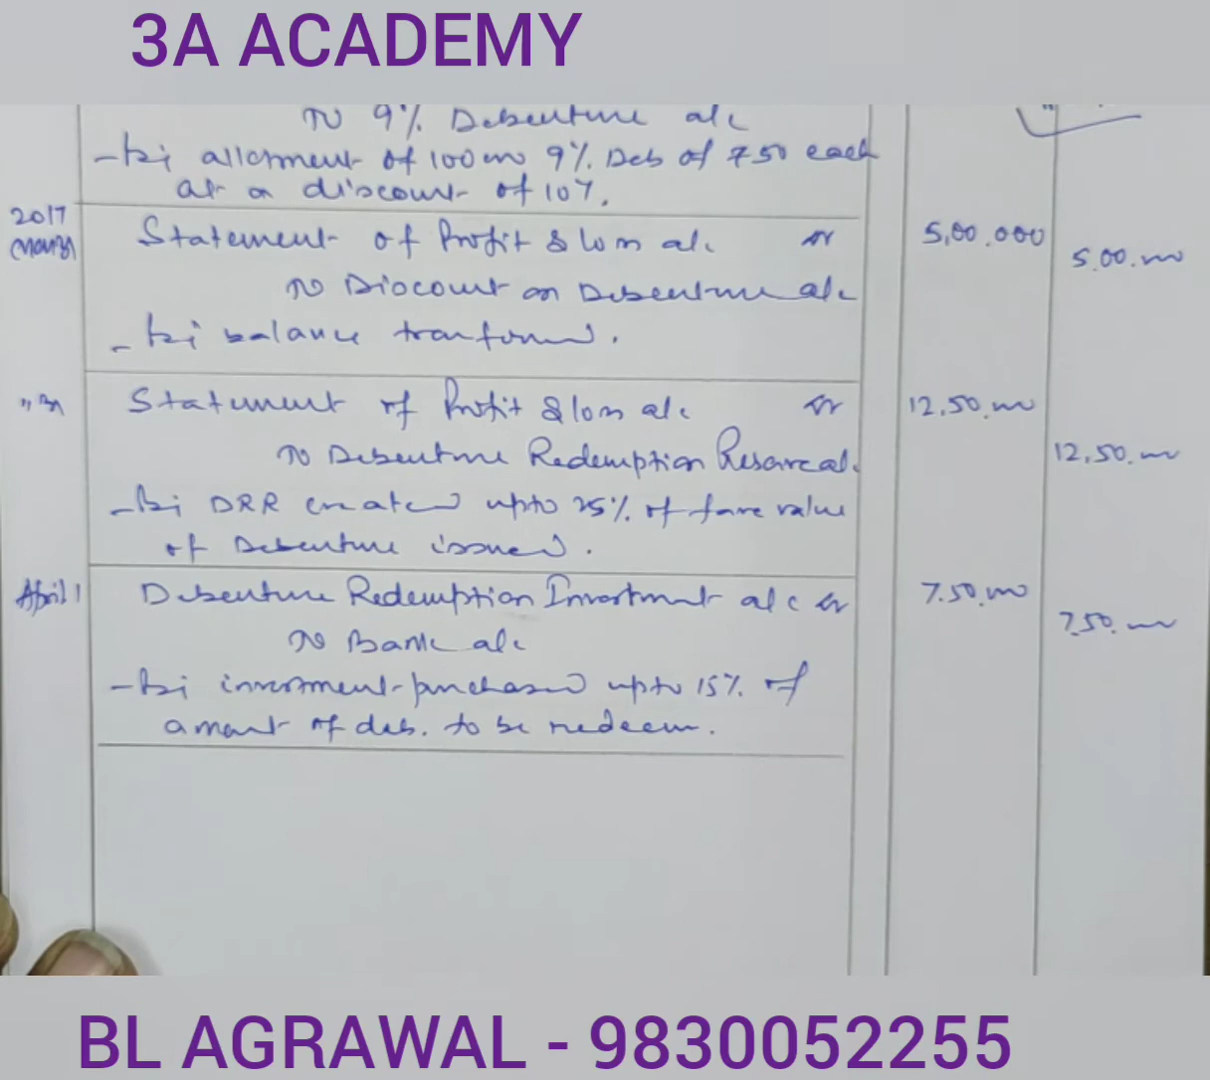 3A ACADEMY
To 9% Debenture a/c
- bei allotment of 100000 9% Deb of ₹50 each
at a discount of 10%.
2017
March 31 Statement of Profit & loss a/c Dr 5,00,000
To Discount on Debenture a/c 5,00,000
- bei balance transferred.
" 31 Statement of Profit & loss a/c Dr 12,50,000
To Debenture Redemption Reserve a/c 12,50,000
- bei DRR created upto 25% of face value
of Debenture issued.
April 1 Debenture Redemption Investment a/c Dr 7,50,000
To Bank a/c 7,50,000
- bei investment purchased upto 15% of
amount of deb. to be redeem.
BL AGRAWAL - 9830052255